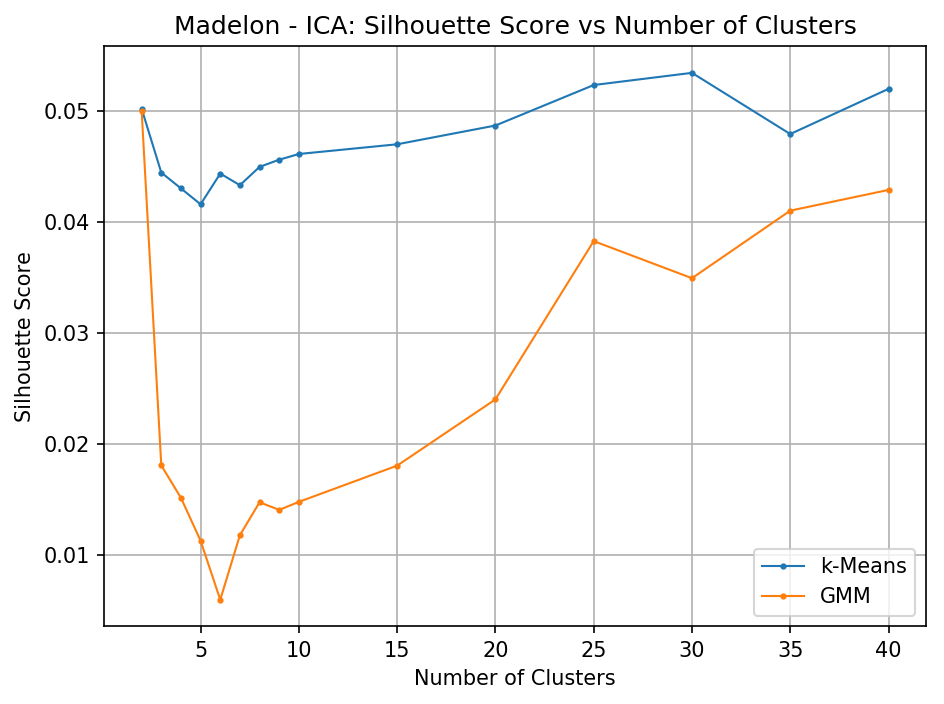 Madelon - ICA: Silhouette Score vs Number of Clusters
Silhouette Score
0.05
0.04
0.03
0.02
0.01
k-Means
GMM
5 10 15 20 25 30 35 40
Number of Clusters